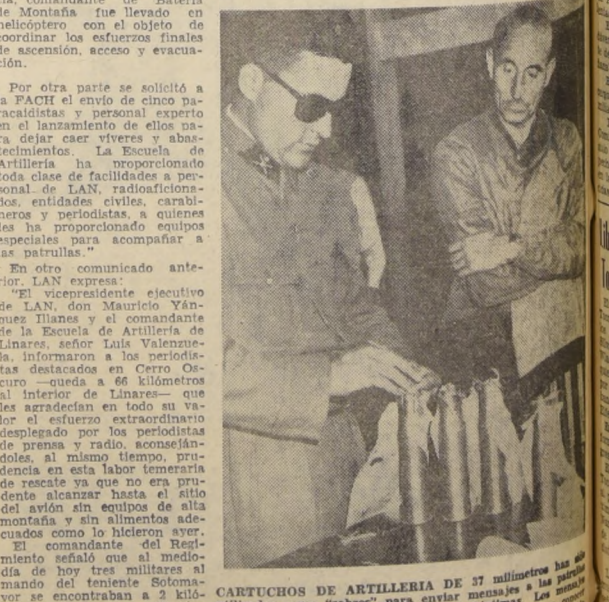 comandante de Batería
de Montaña fue llevado en
helicóptero con el objeto de
coordinar los esfuerzos finales
de ascensión, acceso y evacua-
ción.
Por otra parte se solicitó a
a FACH el envío de cinco pa-
racaidistas y personal experto
en el lanzamiento de ellos pa-
ra dejar caer víveres y abas-
tecimientos. La Escuela de
Artillería ha proporcionado
toda clase de facilidades a per-
sonal de LAN, radioaficiona-
dos, entidades civiles, carabi-
neros y periodistas, a quienes
les ha proporcionado equipos
especiales para acompañar a
as patrullas."
En otro comunicado ante-
rior, LAN expresa:
"El vicepresidente ejecutivo
de LAN, don Mauricio Yán-
quez Illanes y el comandante
de la Escuela de Artillería de
Linares, señor Luis Valenzue-
la, informaron a los periodis-
tas destacados en Cerro Os-
curo —queda a 66 kilómetros
al interior de Linares— que
les agradecían en todo su va-
lor el esfuerzo extraordinario
desplegado por los periodistas
de prensa y radio, aconseján-
doles, al mismo tiempo, pru-
dencia en esta labor temeraria
de rescate ya que no era pru-
dente alcanzar hasta el sitio
del avión sin equipos de alta
montaña y sin alimentos ade-
cuados como lo hicieron ayer.
El comandante del Regi-
miento señaló que al medio-
día de hoy tres militares al
mando del teniente Sotoma-
yor se encontraban a 2 kiló-
CARTUCHOS DE ARTILLERIA DE 37 milímetros han sido
para enviar mensajes a las patrullas
Los mensajes